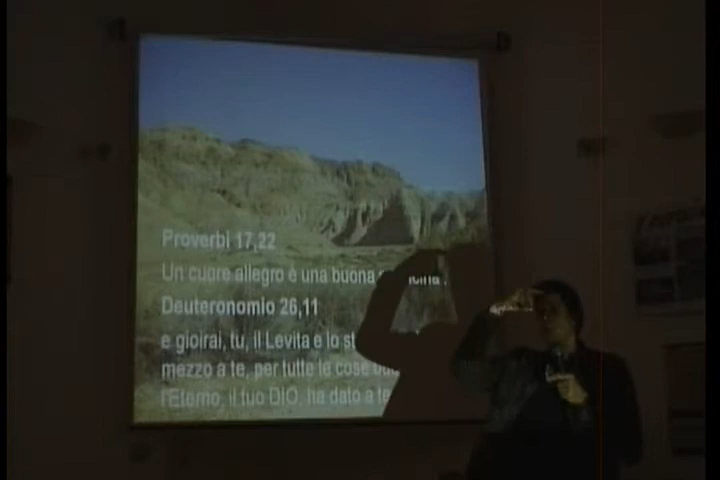 Proverbi 17,22
Un cuore allegro è una buona
Deuteronomio 26,11
e gioirai, tu, il Levita e lo
mezzo a te, per tutte le cose
l'Eterno, il tuo DIO, ha dato a te